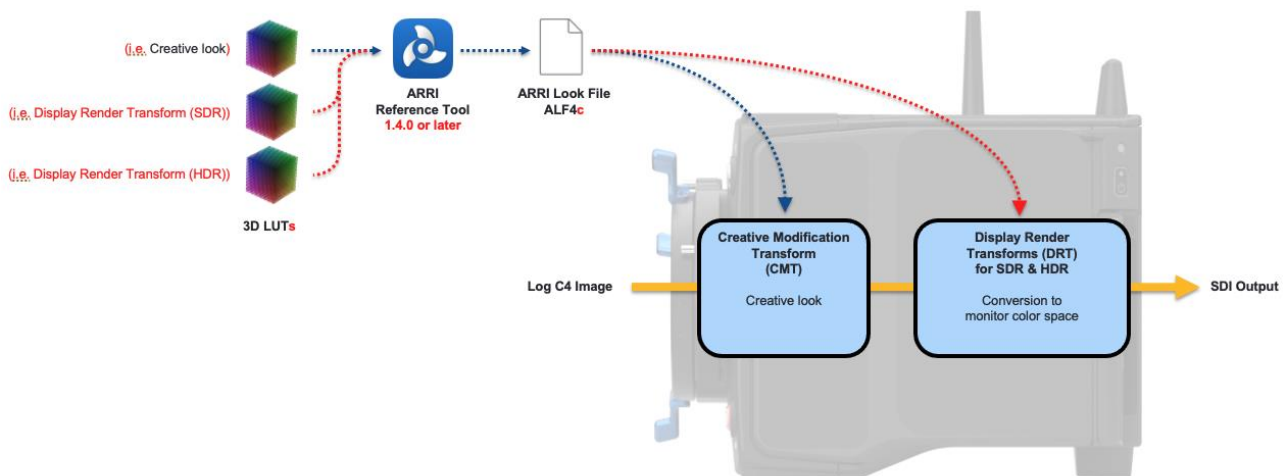 (i.e. Creative look)
(i.e. Display Render Transform (SDR))
(i.e. Display Render Transform (HDR))
3D LUTs
ARRI
Reference Tool
1.4.0 or later
ARRI Look File
ALF4c
Log C4 Image
Creative Modification
Transform
(CMT)
Creative look
Display Render
Transforms (DRT)
for SDR & HDR
Conversion to
monitor color space
SDI Output